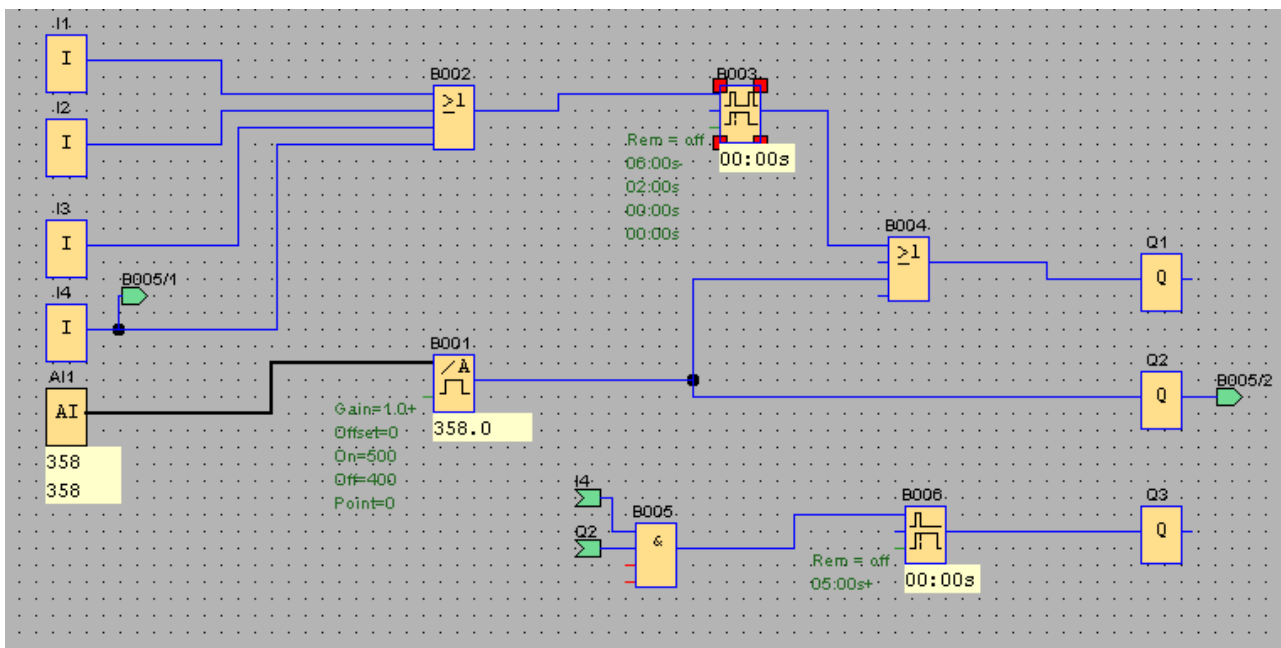 I1
I
B002
≥1
B003
I2
I
Rem = off
00:00s
06:00s
02:00s
00:00s
00:00s
I3
I
B004
≥1
Q1
Q
B005/1
I4
I
B001
/A
Q2
Q
B005/2
AI1
AI
Gain=1.0+
Offset=0
On=500
Off=400
Point=0
358.0
358
358
I4
B005
&
Q2
B006
Rem = off
05:00s+
00:00s
Q3
Q